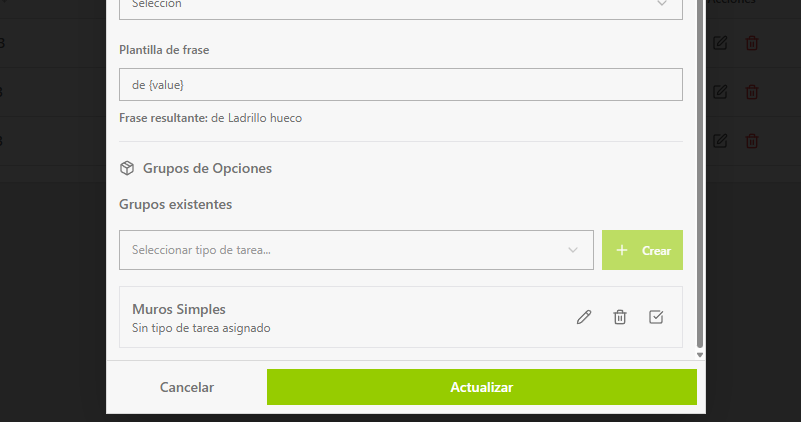 Selección
Plantilla de frase
de {value}
Frase resultante: de Ladrillo hueco
Grupos de Opciones
Grupos existentes
Seleccionar tipo de tarea...
Crear
Muros Simples
Sin tipo de tarea asignado
Cancelar
Actualizar